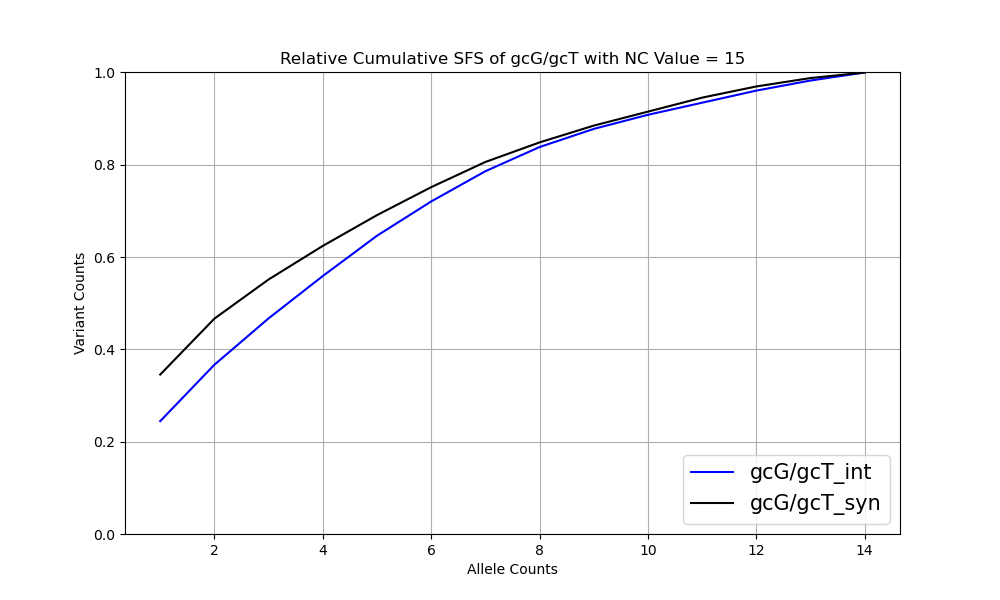 Relative Cumulative SFS of gcG/gcT with NC Value = 15
1.0
0.8
0.6
0.4
0.2
0.0
Variant Counts
2 4 6 8 10 12 14
Allele Counts
gcG/gcT_int
gcG/gcT_syn